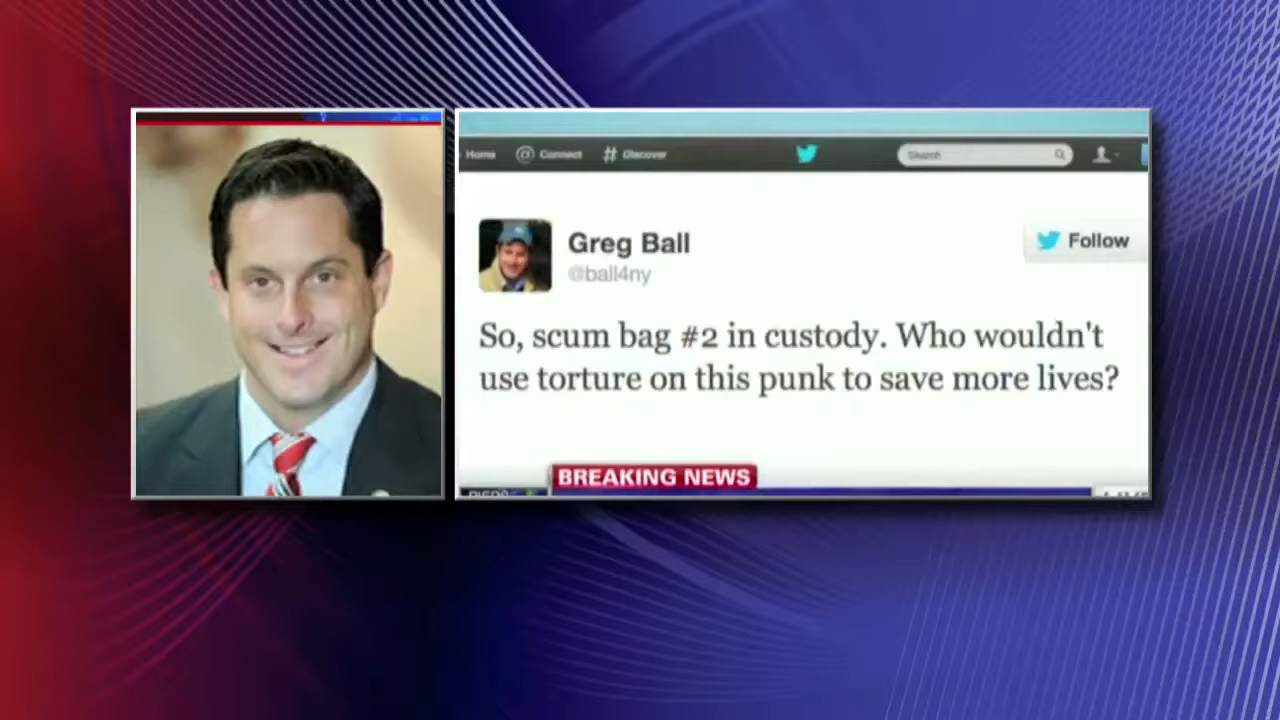 Home @ Connect # Discover
Search
Greg Ball
@ball4ny
Follow
So, scum bag #2 in custody. Who wouldn't
use torture on this punk to save more lives?
BREAKING NEWS